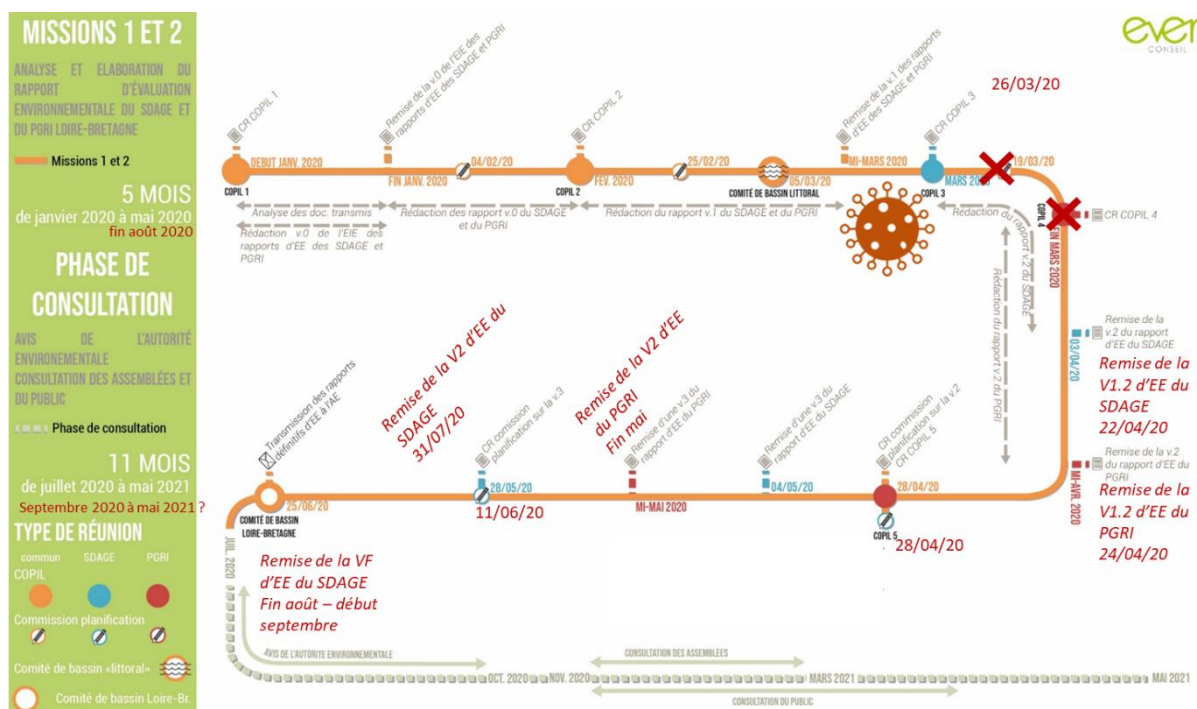 MISSIONS 1 ET 2
ANALYSE ET ELABORATION DU
RAPPORT D'ÉVALUATION
ENVIRONNEMENTALE DU SDAGE ET
DU PGRI LOIRE-BRETAGNE
Missions 1 et 2
5 MOIS
de janvier 2020 à mai 2020
fin août 2020
PHASE DE
CONSULTATION
AVIS DE L'AUTORITÉ
ENVIRONEMENTALE
CONSULTATION DES ASSEMBLÉES ET
DU PUBLIC
Phase de consultation
11 MOIS
de juillet 2020 à mai 2021
Septembre 2020 à mai 2021 ?
TYPE DE RÉUNION
commun SDAGE PGRI
COPIL
Commission planification
Comité de bassin «littoral»
Comité de bassin Loire-Br.
ever
CONSEIL
CR COPIL 1
Remise de la v.0 de l'EIE des
rapports d'EE des SDAGE et PGRI
CR COPIL 2
Remise de la v.1 des rapports
d'EE des SDAGE et PGRI
CR COPIL 3
26/03/20
DEBUT JANV. 2020
COPIL 1
FIN JANV. 2020
04/02/20
COPIL 2
FEV. 2020
25/02/20
COMITÉ DE BASSIN LITTORAL
05/03/20
MI-MARS 2020
COPIL 3
MARS 2020
19/03/20
Analyse des doc. transmis
Rédaction v.0 de l'EIE des
rapports d'EE des SDAGE et
PGRI
Rédaction des rapport v.0 du SDAGE
et du PGRI
Rédaction du rapport v.1 du SDAGE et du PGRI
Rédaction du rapport v.2 du SDAGE
Rédaction du rapport v.2 du PGRI
COPIL 4
FIN MARS 2020
CR COPIL 4
03/04/20
Remise de la
v.2 du rapport
d'EE du SDAGE
Remise de la
V1.2 d'EE du
SDAGE
22/04/20
MI-AVR. 2020
Remise de la v.2
du rapport d'EE du
PGRI
Remise de la
V1.2 d'EE du
PGRI
24/04/20
Transmission des rapports
définitifs d'EE à l'AE
Remise de la V2 d'EE du
SDAGE
31/07/20
CR comission
planification sur la v.3
Remise de la V2 d'EE
du PGRI
Fin mai
Remise d'une v.3 du
rapport d'EE du PGRI
Remise d'une v.3 du
rapport d'EE du SDAGE
CR commission
planification sur la v.2
CR COPIL 5
25/06/20
COMITÉ DE BASSIN
LOIRE-BRETAGNE
28/05/20
11/06/20
MI-MAI 2020
04/05/20
28/04/20
COPIL 5
28/04/20
Remise de la VF
d'EE du SDAGE
Fin août – début
septembre
JUIL. 2020
AVIS DE L'AUTORITE ENVIRONNEMENTALE
CONSULTATION DES ASSEMBLEES
OCT. 2020
NOV. 2020
MARS 2021
MAI 2021
CONSULTATION DU PUBLIC